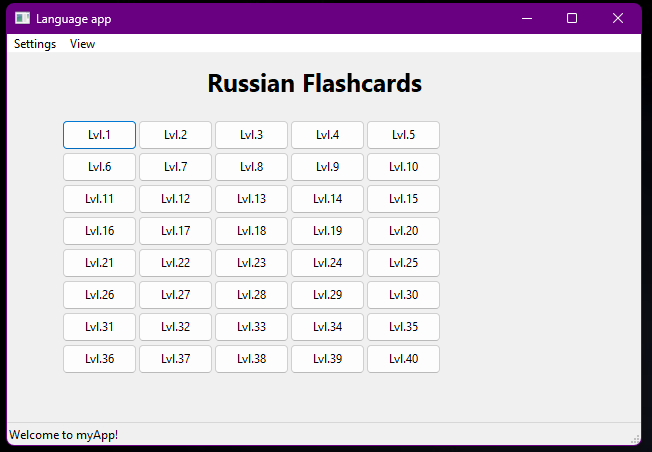 Language app
Settings View
Russian Flashcards
Lvl.1 Lvl.2 Lvl.3 Lvl.4 Lvl.5
Lvl.6 Lvl.7 Lvl.8 Lvl.9 Lvl.10
Lvl.11 Lvl.12 Lvl.13 Lvl.14 Lvl.15
Lvl.16 Lvl.17 Lvl.18 Lvl.19 Lvl.20
Lvl.21 Lvl.22 Lvl.23 Lvl.24 Lvl.25
Lvl.26 Lvl.27 Lvl.28 Lvl.29 Lvl.30
Lvl.31 Lvl.32 Lvl.33 Lvl.34 Lvl.35
Lvl.36 Lvl.37 Lvl.38 Lvl.39 Lvl.40
Welcome to myApp!